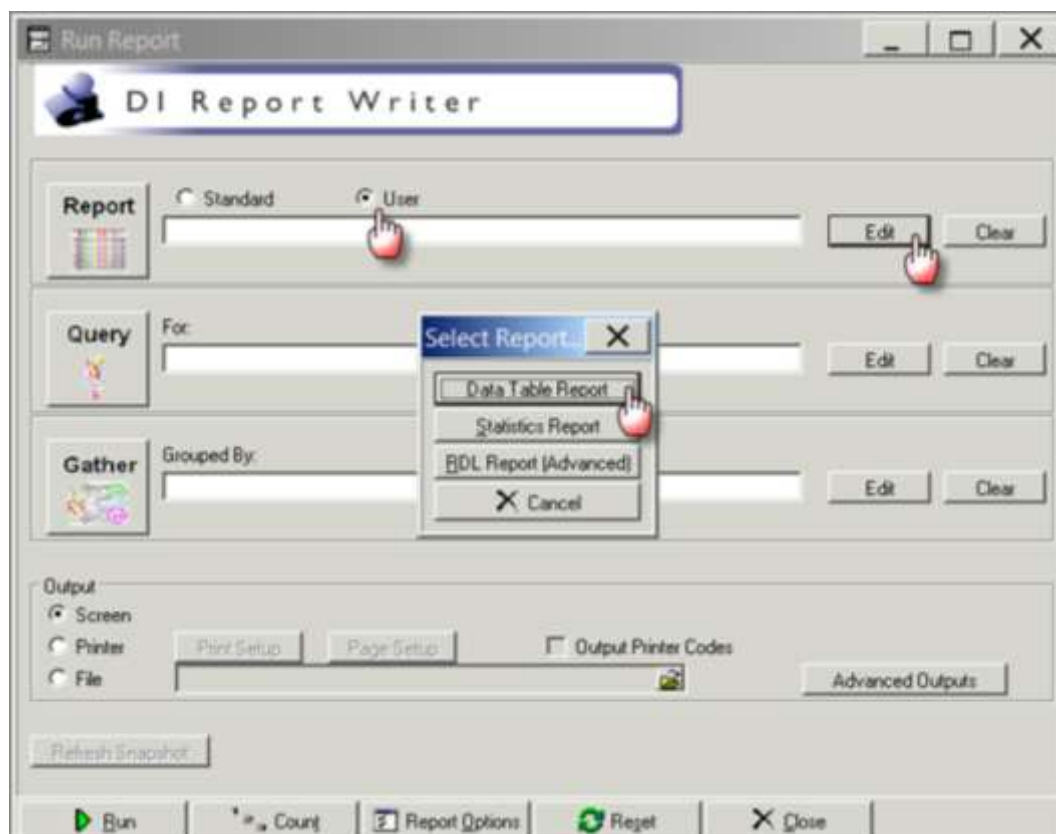 Run Report
DI Report Writer
Report
Standard
User
Edit
Clear
Query
For:
Edit
Clear
Select Report...
Data Table Report
Statistics Report
RDL Report (Advanced)
Cancel
Gather
Grouped By:
Edit
Clear
Output
Screen
Printer
Print Setup
Page Setup
Output Printer Codes
File
Advanced Outputs
Refresh Snapshot
Run
Count
Report Options
Reset
Close